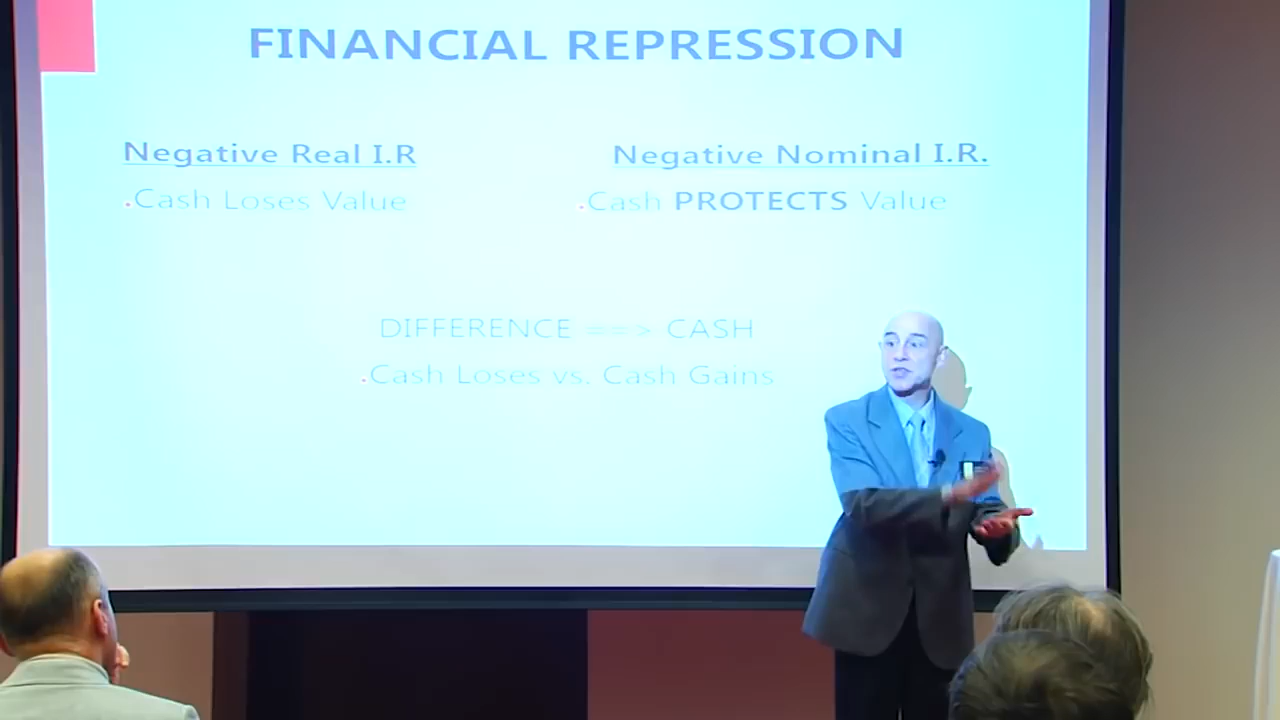 FINANCIAL REPRESSION
Negative Real I.R
.Cash Loses Value
Negative Nominal I.R.
.Cash PROTECTS Value
DIFFERENCE ==> CASH
.Cash Loses vs. Cash Gains